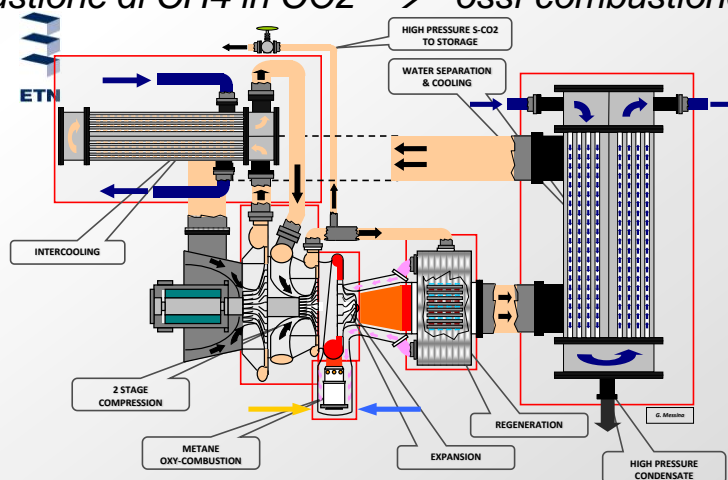 ustione di CH4 in CO2 → ossi combustione
HIGH PRESSURE S-CO2
TO STORAGE
WATER SEPARATION
& COOLING
ETN
INTERCOOLING
2 STAGE
COMPRESSION
METANE
OXY-COMBUSTION
EXPANSION
REGENERATION
G. Messina
HIGH PRESSURE
CONDENSATE